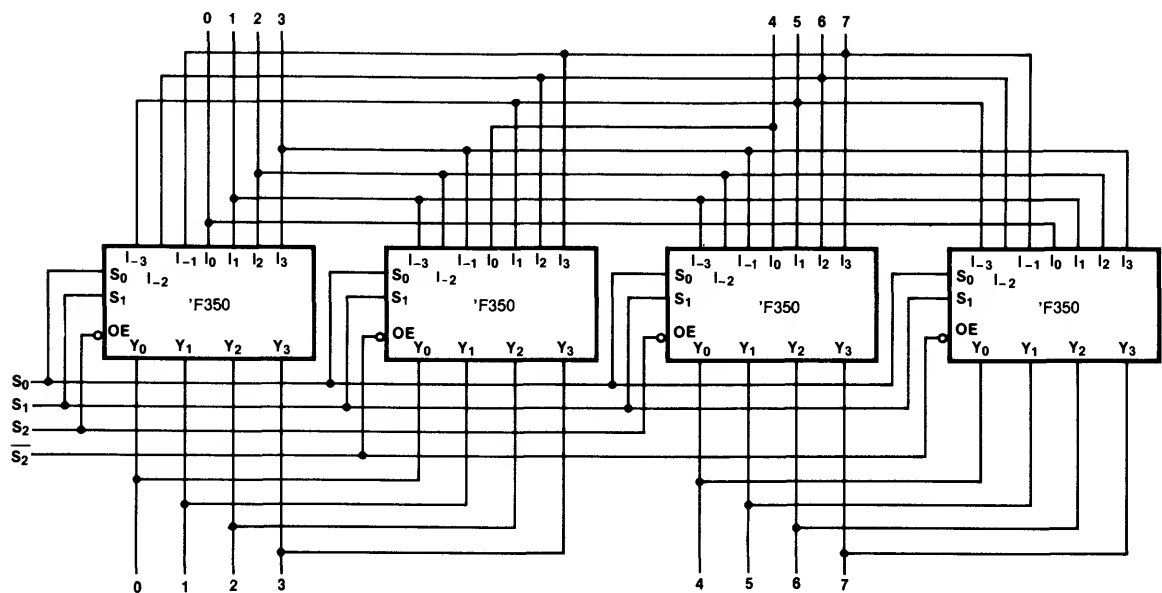 0 1 2 3 4 5 6 7
I₋₃ I₋₁ I₀ I₁ I₂ I₃ I₋₃ I₋₁ I₀ I₁ I₂ I₃ I₋₃ I₋₁ I₀ I₁ I₂ I₃ I₋₃ I₋₁ I₀ I₁ I₂ I₃
S₀ I₋₂ S₀ I₋₂ S₀ I₋₂ S₀ I₋₂
S₁ 'F350 S₁ 'F350 S₁ 'F350 S₁ 'F350
OE OE OE OE
Y₀ Y₁ Y₂ Y₃ Y₀ Y₁ Y₂ Y₃ Y₀ Y₁ Y₂ Y₃ Y₀ Y₁ Y₂ Y₃
S₀
S₁
S₂
S̅₂
0 1 2 3 4 5 6 7